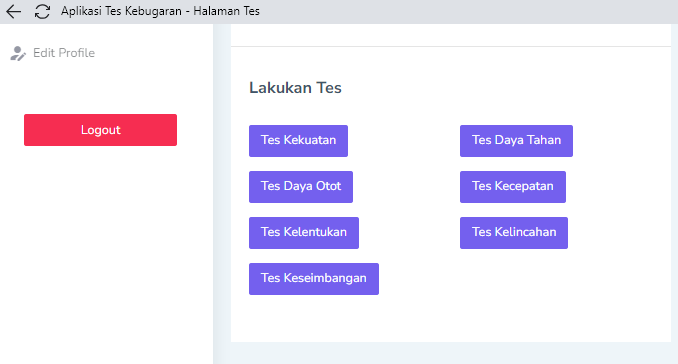 Aplikasi Tes Kebugaran - Halaman Tes
Edit Profile
Logout
Lakukan Tes
Tes Kekuatan
Tes Daya Tahan
Tes Daya Otot
Tes Kecepatan
Tes Kelentukan
Tes Kelincahan
Tes Keseimbangan